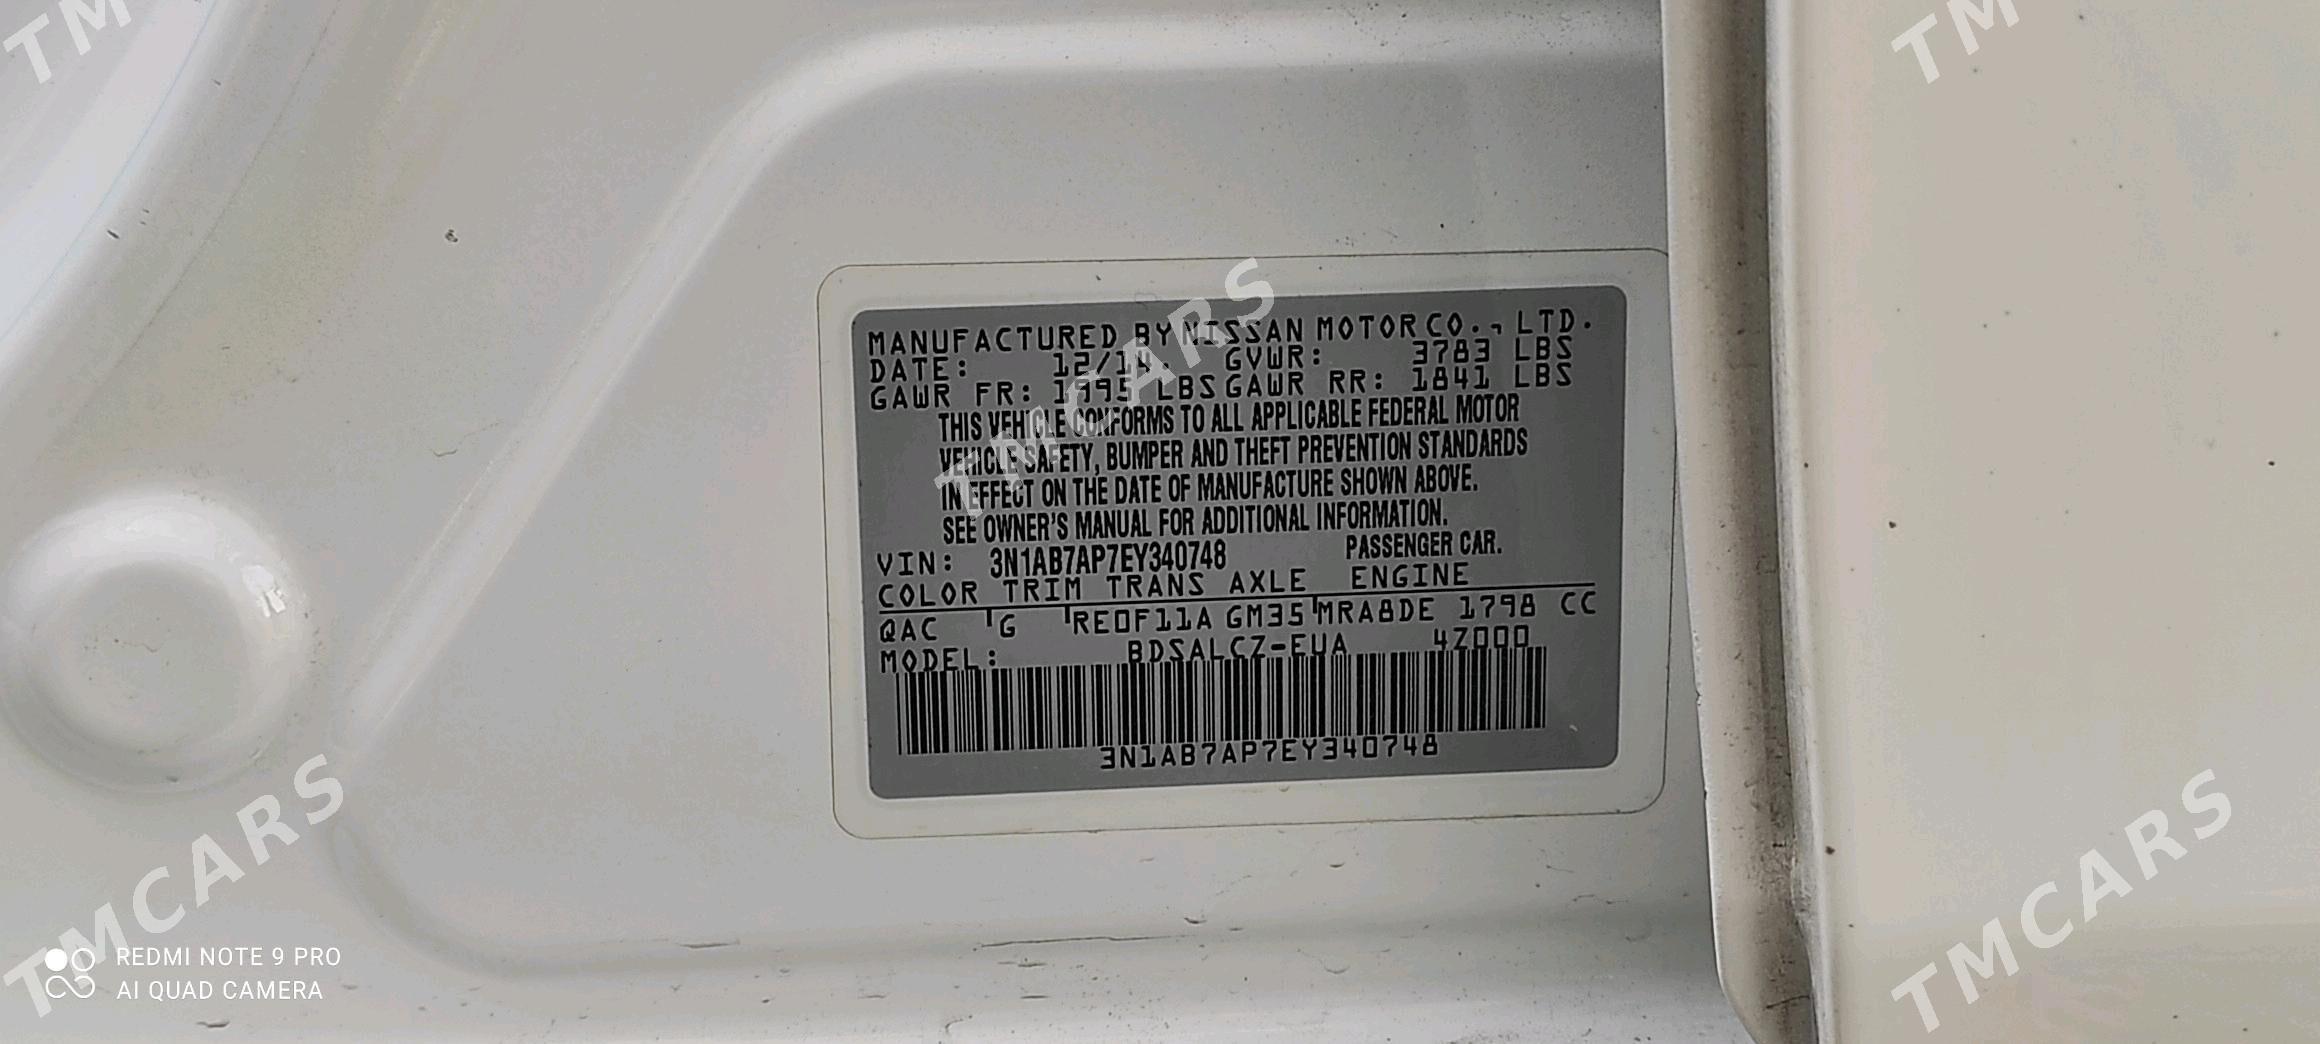 MANUFACTURED BY NISSAN MOTOR CO., LTD.
DATE: 12/14. GVWR: 3783 LBS
GAWR FR: 1995 LBS GAWR RR: 1841 LBS
THIS VEHICLE CONFORMS TO ALL APPLICABLE FEDERAL MOTOR
VEHICLE SAFETY, BUMPER AND THEFT PREVENTION STANDARDS
IN EFFECT ON THE DATE OF MANUFACTURE SHOWN ABOVE.
SEE OWNER'S MANUAL FOR ADDITIONAL INFORMATION.
VIN: 3N1AB7AP7EY340748 PASSENGER CAR.
COLOR TRIM TRANS AXLE ENGINE
QAC G RE0F11A GM35 MRA8DE 1798 CC
MODEL: BDSALCZ-EUA 4Z000
3N1AB7AP7EY340748
REDMI NOTE 9 PRO
AI QUAD CAMERA
TMCARS
TMCARS
TMCARS
TM
TM